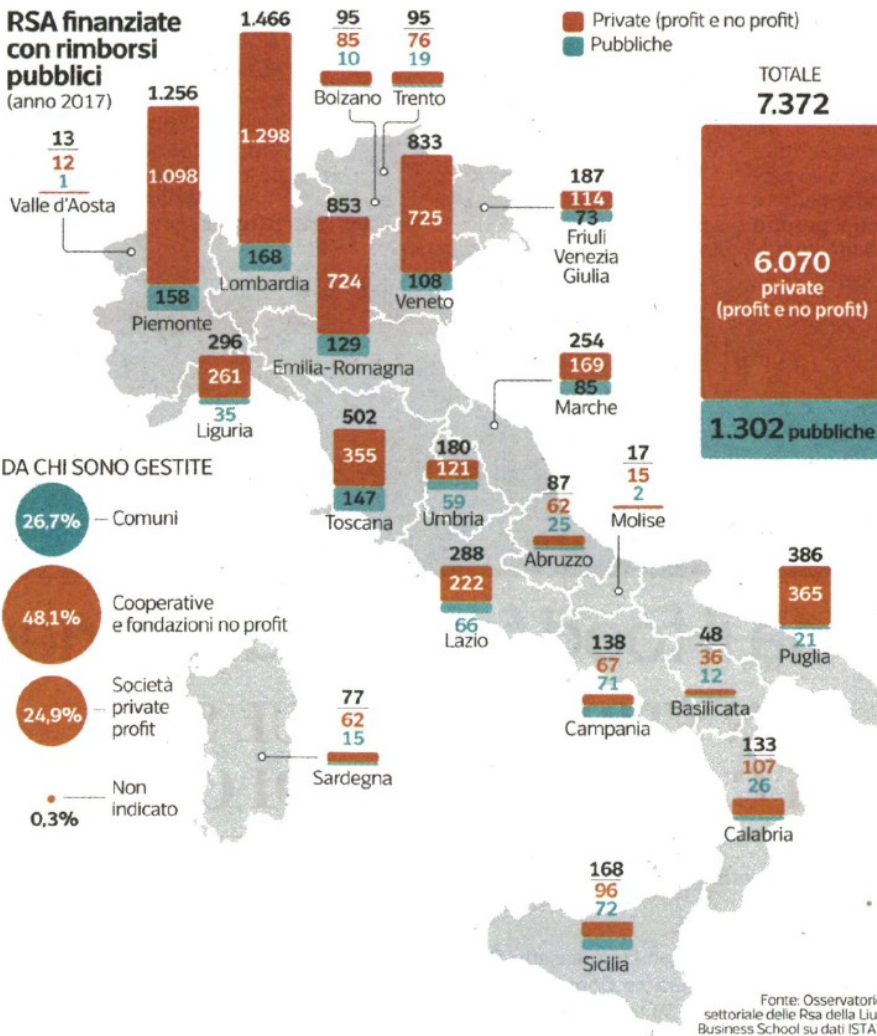 RSA finanziate
con rimborsi
pubblici
(anno 2017)
Private (profit e no profit)
Pubbliche
TOTALE
7.372
6.070
private
(profit e no profit)
1.302 pubbliche
13
12
1
Valle d'Aosta
1.256
1.098
158
Piemonte
1.466
1.298
168
Lombardia
95
85
10
Bolzano
95
76
19
Trento
853
724
129
Emilia-Romagna
833
725
108
Veneto
187
114
73
Friuli
Venezia
Giulia
296
261
35
Liguria
254
169
85
Marche
502
355
147
Toscana
180
121
59
Umbria
87
62
25
Abruzzo
17
15
2
Molise
288
222
66
Lazio
138
67
71
Campania
48
36
12
Basilicata
386
365
21
Puglia
133
107
26
Calabria
77
62
15
Sardegna
168
96
72
Sicilia
DA CHI SONO GESTITE
26,7%
Comuni
48,1%
Cooperative
e fondazioni no profit
24,9%
Società
private
profit
0,3%
Non
indicato
Fonte: Osservatorio
settoriale delle Rsa della Liu
Business School su dati ISTA